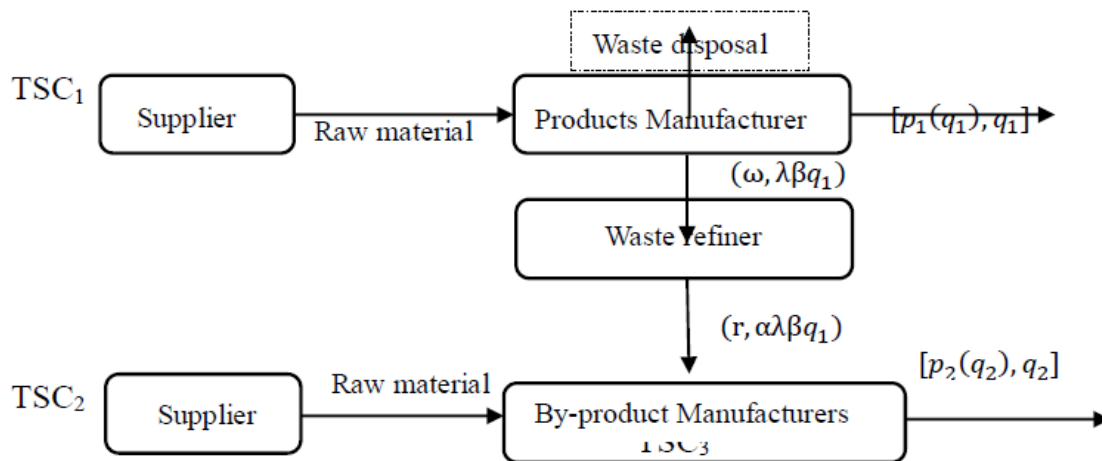 Waste disposal
TSC₁
Supplier
Raw material
Products Manufacturer
[p₁(q₁), q₁]
(ω, λβq₁)
Waste refiner
(r, αλβq₁)
TSC₂
Supplier
Raw material
By-product Manufacturers
[p₂(q₂), q₂]
TSC₃